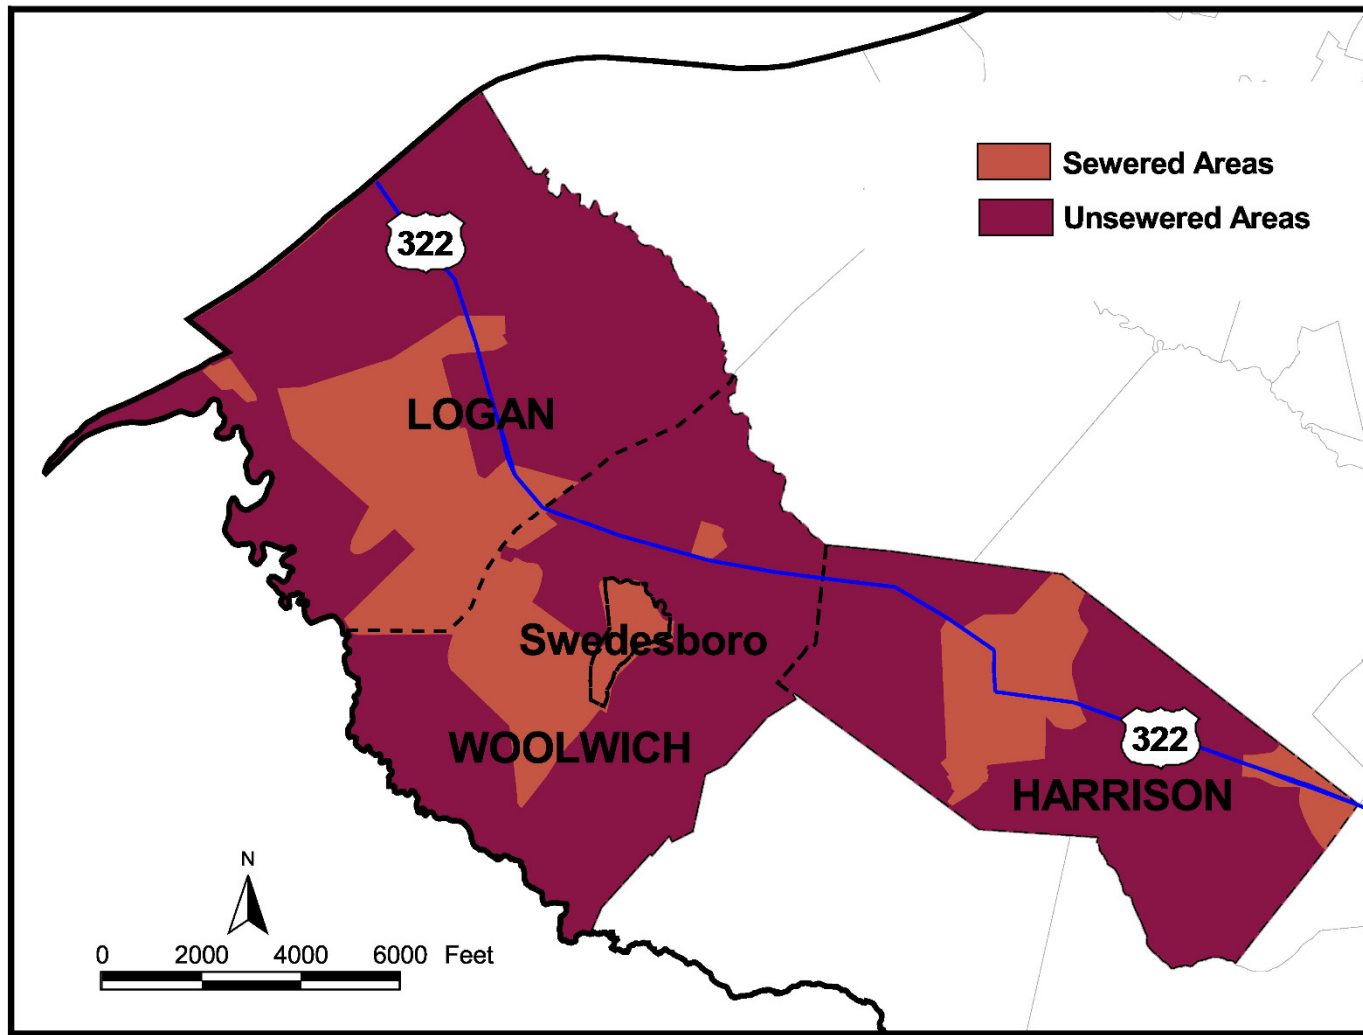 Sewered Areas
Unsewered Areas
322
LOGAN
Swedesboro
WOOLWICH
322
HARRISON
N
0 2000 4000 6000 Feet